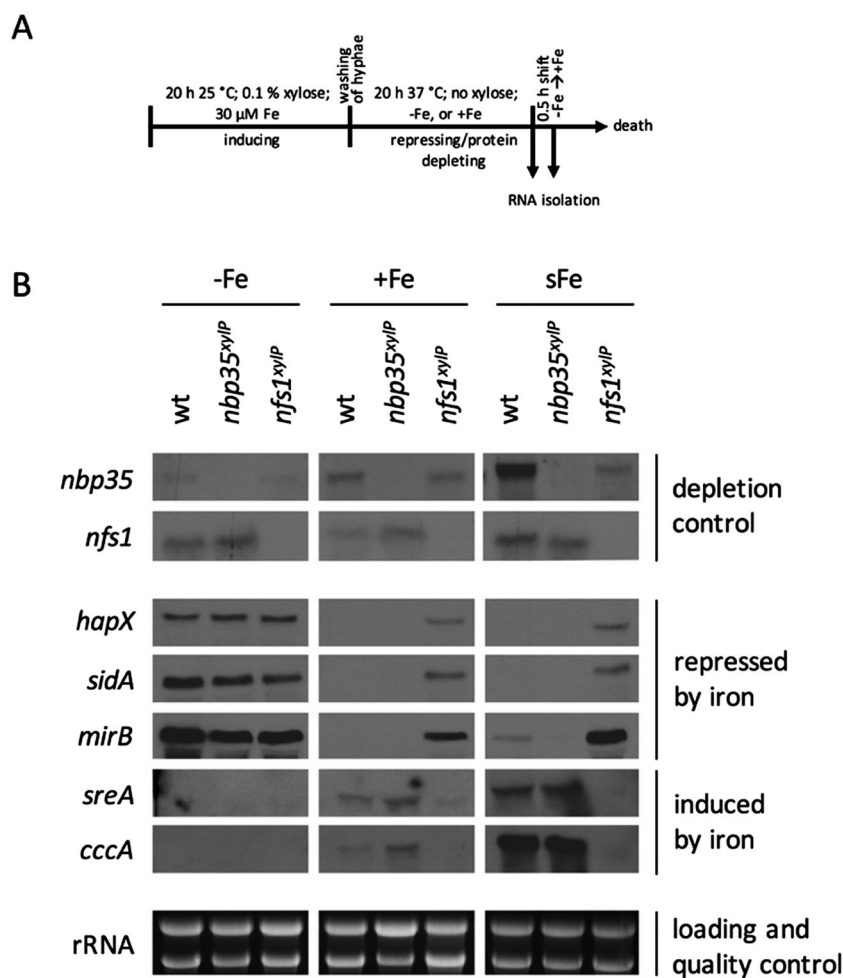 A
20 h 25 °C; 0.1 % xylose;
30 µM Fe
inducing
washing
of hyphae
20 h 37 °C; no xylose;
-Fe, or +Fe
repressing/protein
depleting
0.5 h shift
-Fe → +Fe
death
RNA isolation
B
-Fe +Fe sFe
wt nbp35xylP nfs1xylP wt nbp35xylP nfs1xylP wt nbp35xylP nfs1xylP
nbp35
nfs1
depletion
control
hapX
sidA
mirB
repressed
by iron
sreA
cccA
induced
by iron
rRNA
loading and
quality control